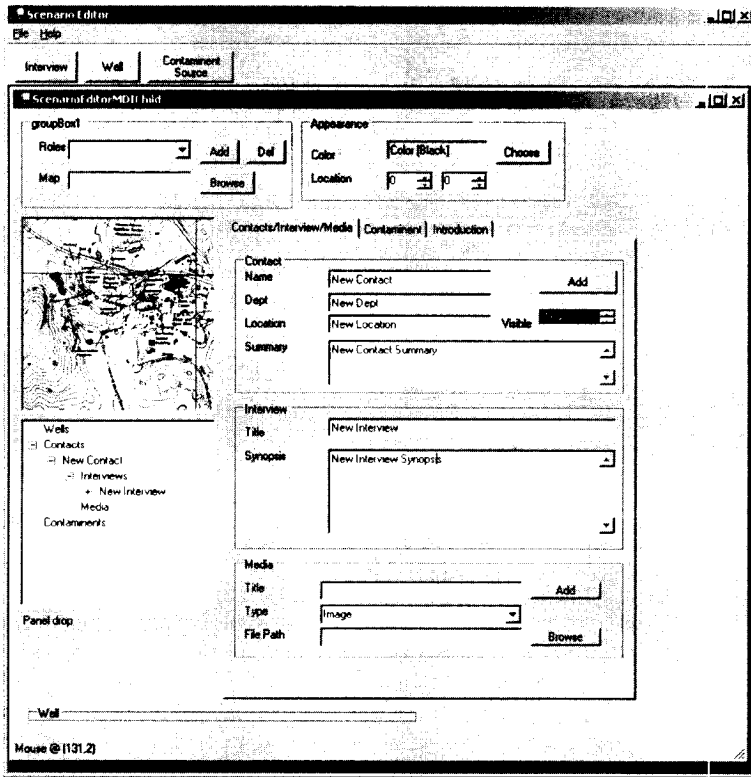 Scenario Editor
File Help
Interview Well Contaminent Source
ScenarioEditorMDIChild
groupBox1
Roles Add Del
Map Browse
Appearance
Color Color [Black] Choose
Location 0 0
Contacts/Interview/Media Contaminent Introduction
Contact
Name New Contact Add
Dept New Dept
Location New Location Visible
Summary New Contact Summary
Interview
Title New Interview
Synopsis New Interview Synopsis
Media
Title Add
Type Image
File Path Browse
Wells
Contacts
New Contact
Interviews
New Interview
Media
Contaminents
Panel drop
Well
Mouse @ (131,2)